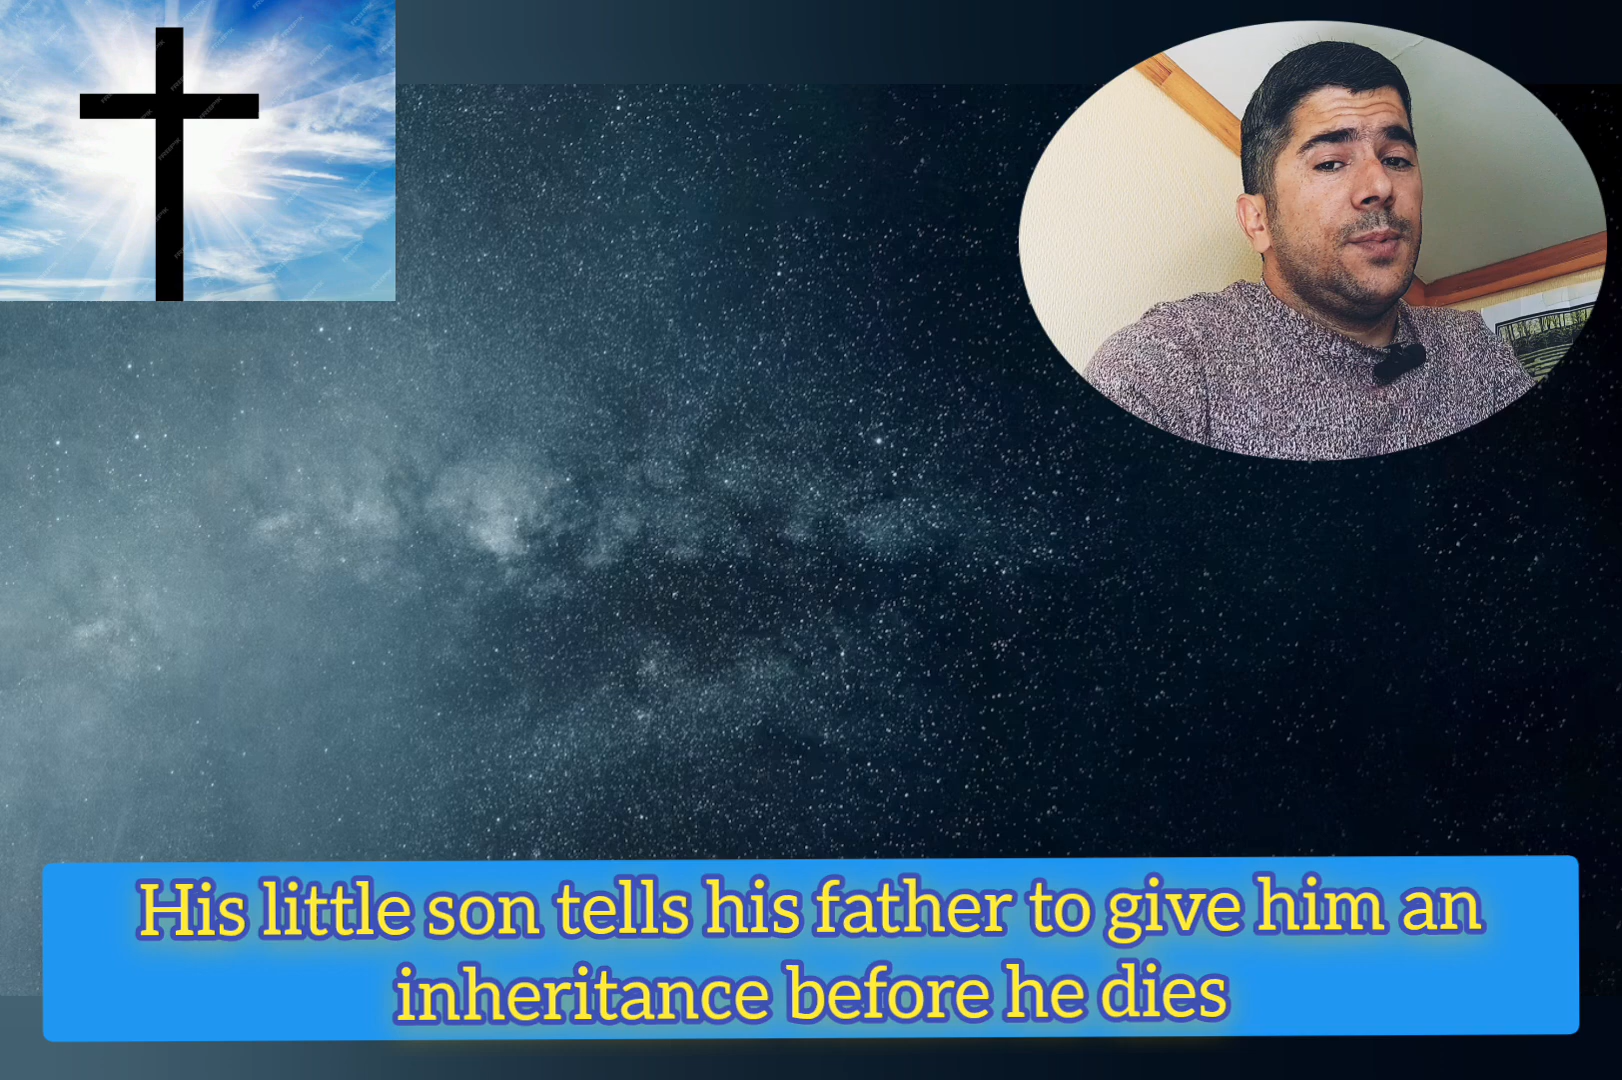 His little son tells his father to give him an
inheritance before he dies